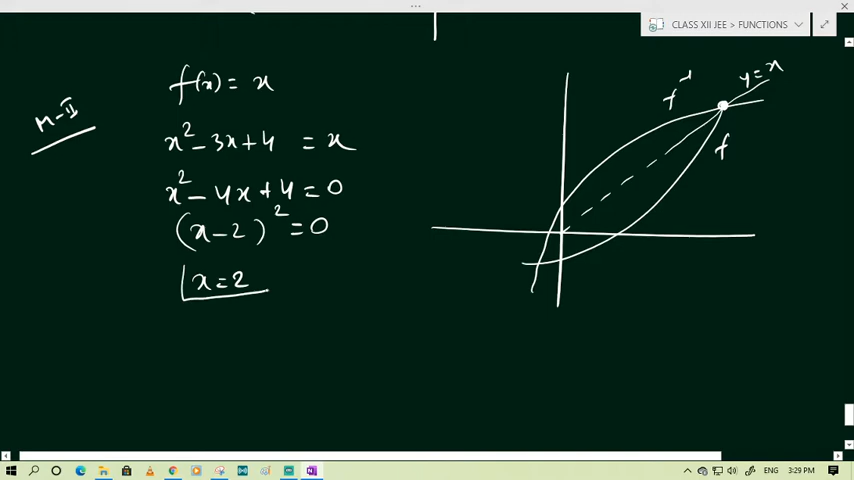 CLASS XII JEE > FUNCTIONS
M-II
f(x) = x
x² - 3x + 4 = x
x² - 4x + 4 = 0
(x-2)² = 0
x = 2
f⁻¹
y = x
f
ENG 3:29 PM